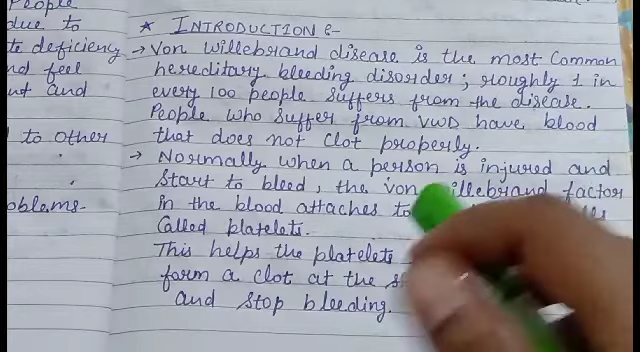 People
due to
te deficiency
nd feel
ut and
to other
oblems.
* INTRODUCTION :-
→ Von willebrand disease is the most common
hereditary bleeding disorder; roughly 1 in
every 100 people suffers from the disease.
People who suffer from VWD have blood
that does not clot properly.
→ Normally when a person is injured and
start to bleed, the von willebrand factor
in the blood attaches to
called platelets.
This helps the platelets
form a clot at the
and stop bleeding.